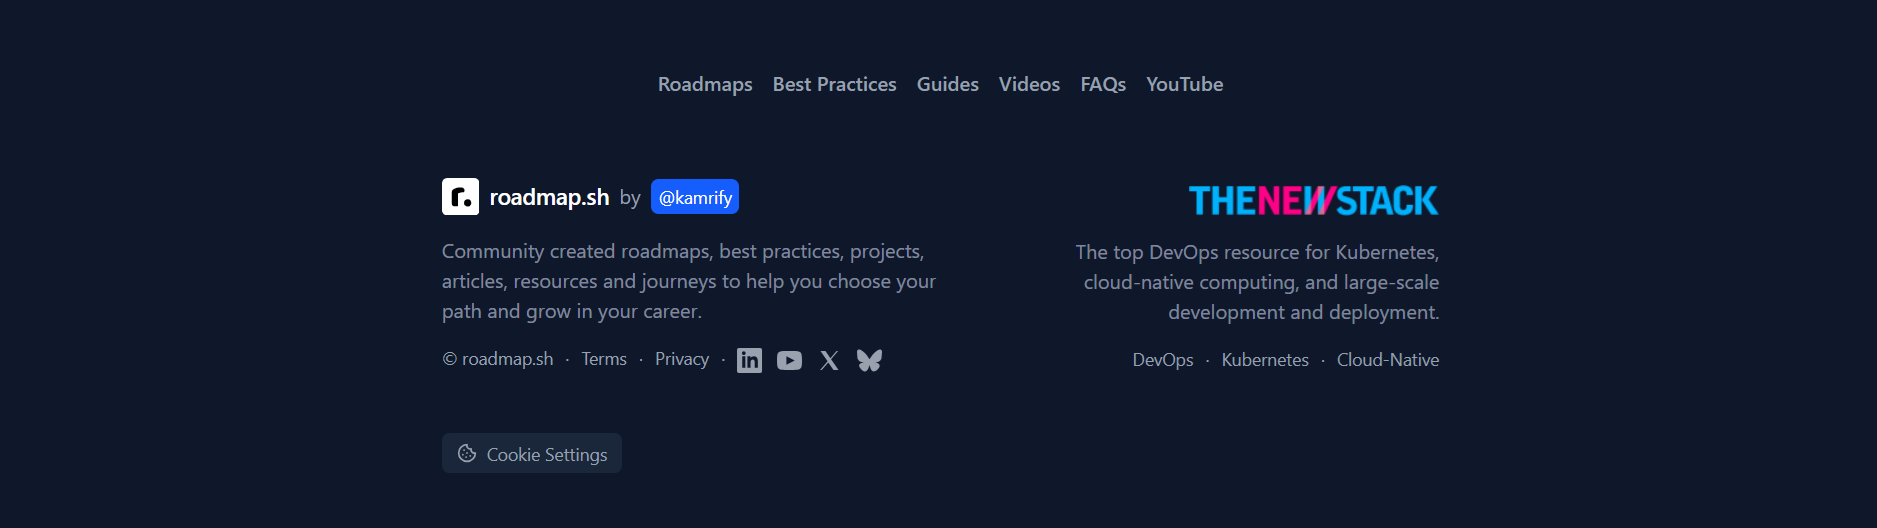 Roadmaps Best Practices Guides Videos FAQs YouTube
roadmap.sh by @kamrify
Community created roadmaps, best practices, projects,
articles, resources and journeys to help you choose your
path and grow in your career.
© roadmap.sh · Terms · Privacy ·
THENEWSTACK
The top DevOps resource for Kubernetes,
cloud-native computing, and large-scale
development and deployment.
DevOps · Kubernetes · Cloud-Native
Cookie Settings